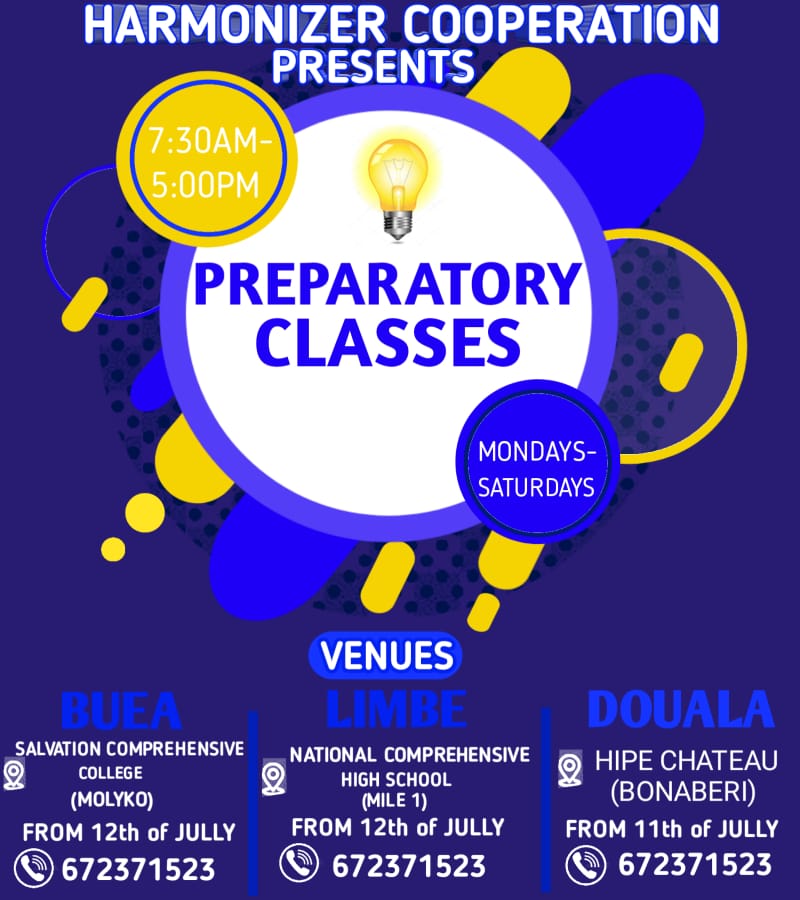 HARMONIZER COOPERATION
PRESENTS
7:30AM-
5:00PM
PREPARATORY
CLASSES
MONDAYS-
SATURDAYS
VENUES
BUEA
SALVATION COMPREHENSIVE
COLLEGE
(MOLYKO)
FROM 12th of JULLY
672371523
LIMBE
NATIONAL COMPREHENSIVE
HIGH SCHOOL
(MILE 1)
FROM 12th of JULLY
672371523
DOUALA
HIPE CHATEAU
(BONABERI)
FROM 11th of JULLY
672371523